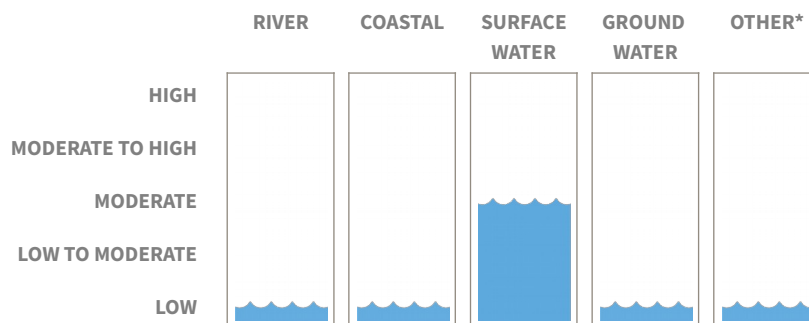 RIVER COASTAL SURFACE WATER GROUND WATER OTHER*
HIGH
MODERATE TO HIGH
MODERATE
LOW TO MODERATE
LOW